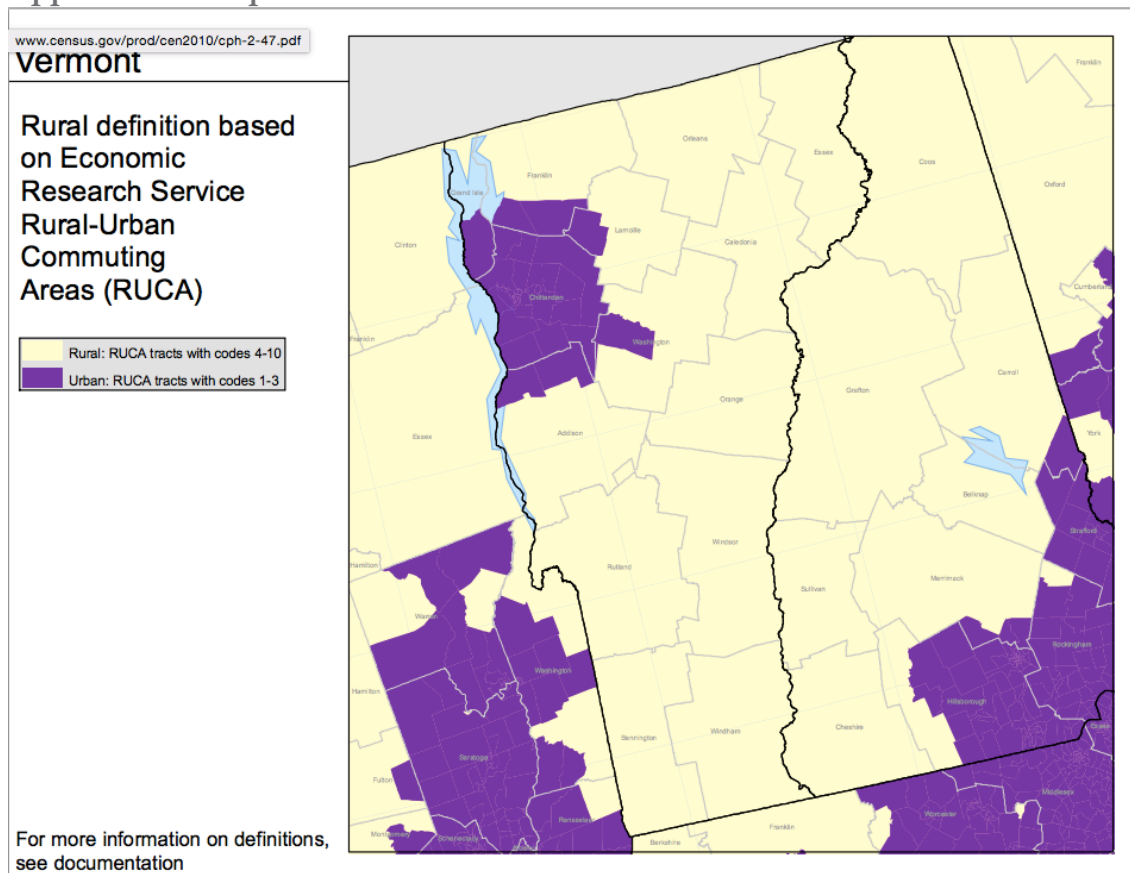 www.census.gov/prod/cen2010/cph-2-47.pdf
Vermont
Rural definition based
on Economic
Research Service
Rural-Urban
Commuting
Areas (RUCA)
Rural: RUCA tracts with codes 4-10
Urban: RUCA tracts with codes 1-3
For more information on definitions,
see documentation
Franklin
Orleans
Essex
Coos
Franklin
Oxford
Grand Isle
Clinton
Lamoille
Caledonia
Chittenden
Cumberland
Franklin
Washington
Carroll
Grafton
Orange
Essex
Addison
York
Belknap
Strafford
Windsor
Hamilton
Rutland
Merrimack
Sullivan
Warren
Washington
Rockingham
Hamilton
Hillsborough
Bennington
Windham
Cheshire
Saratoga
Fulton
Middlesex
Worcester
Rensselaer
Montgomery
Schenectady
Franklin
Berkshire